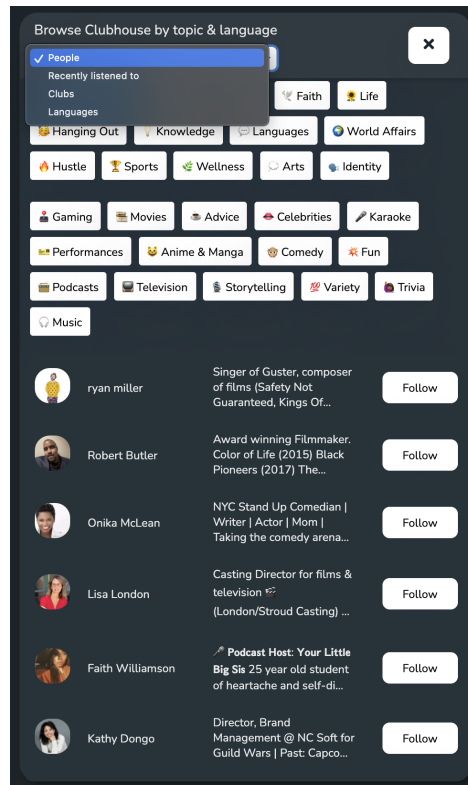 Browse Clubhouse by topic & language
✓ People
Recently listened to
Clubs
Languages
🕊 Faith
🌻 Life
😂 Hanging Out
💡 Knowledge
💬 Languages
🌍 World Affairs
🔥 Hustle
🏆 Sports
🌿 Wellness
💭 Arts
🗣 Identity
🕹 Gaming
Movies
☕ Advice
👄 Celebrities
🎤 Karaoke
🎫 Performances
😺 Anime & Manga
🐵 Comedy
💥 Fun
📻 Podcasts
Television
🎙 Storytelling
💯 Variety
Trivia
🎧 Music
ryan miller
Singer of Guster, composer
of films (Safety Not
Guaranteed, Kings Of...
Follow
Robert Butler
Award winning Filmmaker.
Color of Life (2015) Black
Pioneers (2017) The...
Follow
Onika McLean
NYC Stand Up Comedian |
Writer | Actor | Mom |
Taking the comedy arena...
Follow
Lisa London
Casting Director for films &
television 🎬
(London/Stroud Casting) ...
Follow
Faith Williamson
🎤 Podcast Host: Your Little
Big Sis 25 year old student
of heartache and self-di...
Follow
Kathy Dongo
Director, Brand
Management @ NC Soft for
Guild Wars | Past: Capco...
Follow